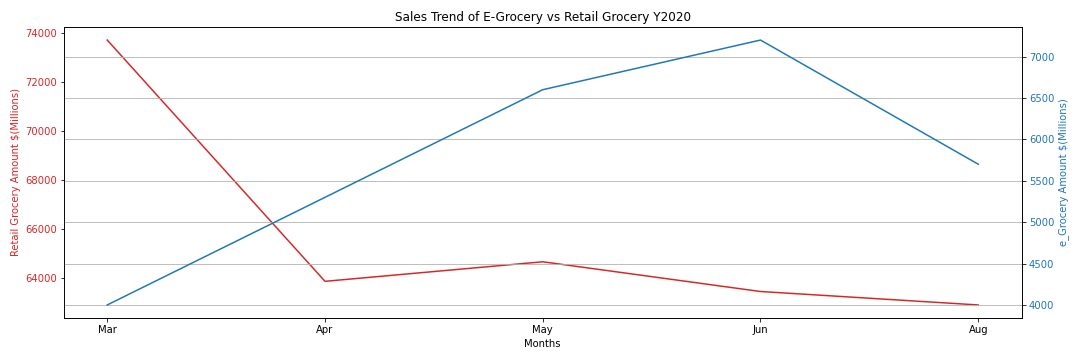 Sales Trend of E-Grocery vs Retail Grocery Y2020
Retail Grocery Amount $(Millions)
74000
72000
70000
68000
66000
64000
7000
6500
6000
5500
5000
4500
4000
e_Grocery Amount $(Millions)
Mar
Apr
May
Jun
Aug
Months